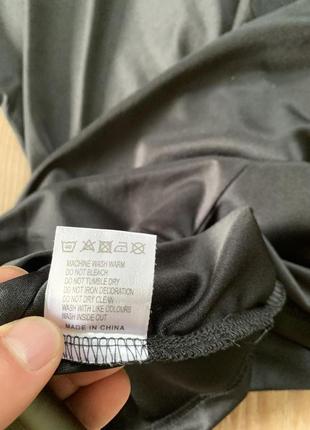 MACHINE WASH WARM
DO NOT BLEACH
DO NOT TUMBLE DRY
DO NOT IRON DECORATION
DO NOT DRY CLEAN
WASH WITH LIKE COLOURS
WASH INSIDE OUT
MADE IN CHINA